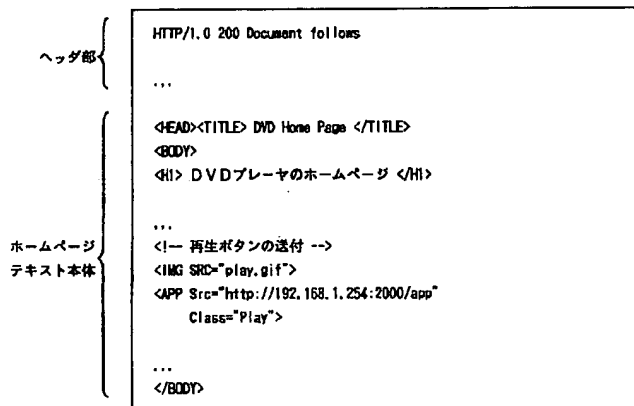 ヘッダ部
HTTP/1.0 200 Document follows
...
ホームページ
テキスト本体
<HEAD><TITLE> DVD Home Page </TITLE>
<BODY>
<H1> DVDプレーヤのホームページ </H1>
...
<!-- 再生ボタンの送付 -->
<IMG SRC="play.gif">
<APP Src="http://192.168.1.254:2000/app"
Class="Play">
...
</BODY>